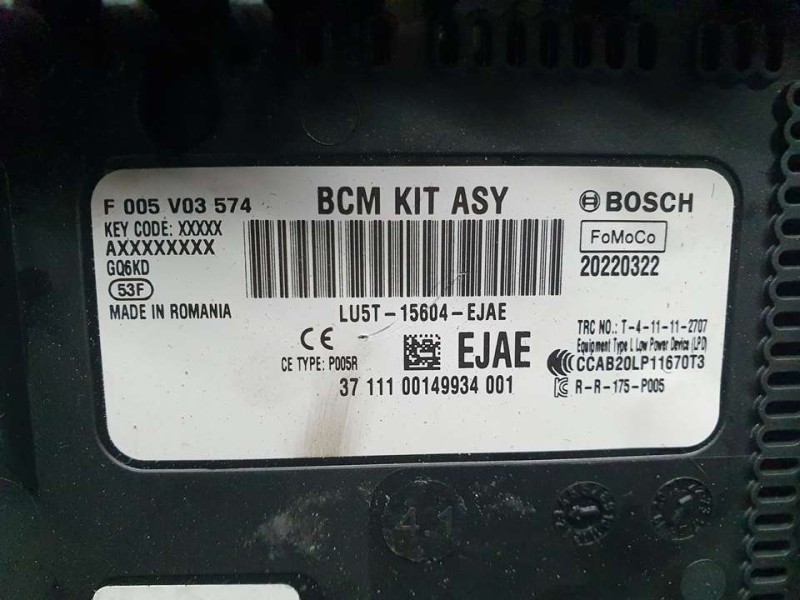 F 005 V03 574
BCM KIT ASY
BOSCH
KEY CODE: XXXXX
AXXXXXXXX
GQ6KD
53F
MADE IN ROMANIA
FoMoCo
20220322
LU5T-15604-EJAE
CE
CE TYPE: P005R
EJAE
37 111 00149934 001
TRC NO.: T-4-11-11-2707
Equipment Type I, Low Power Device (LPD)
CCAB20LP11670T3
R-R-175-P005
4.1